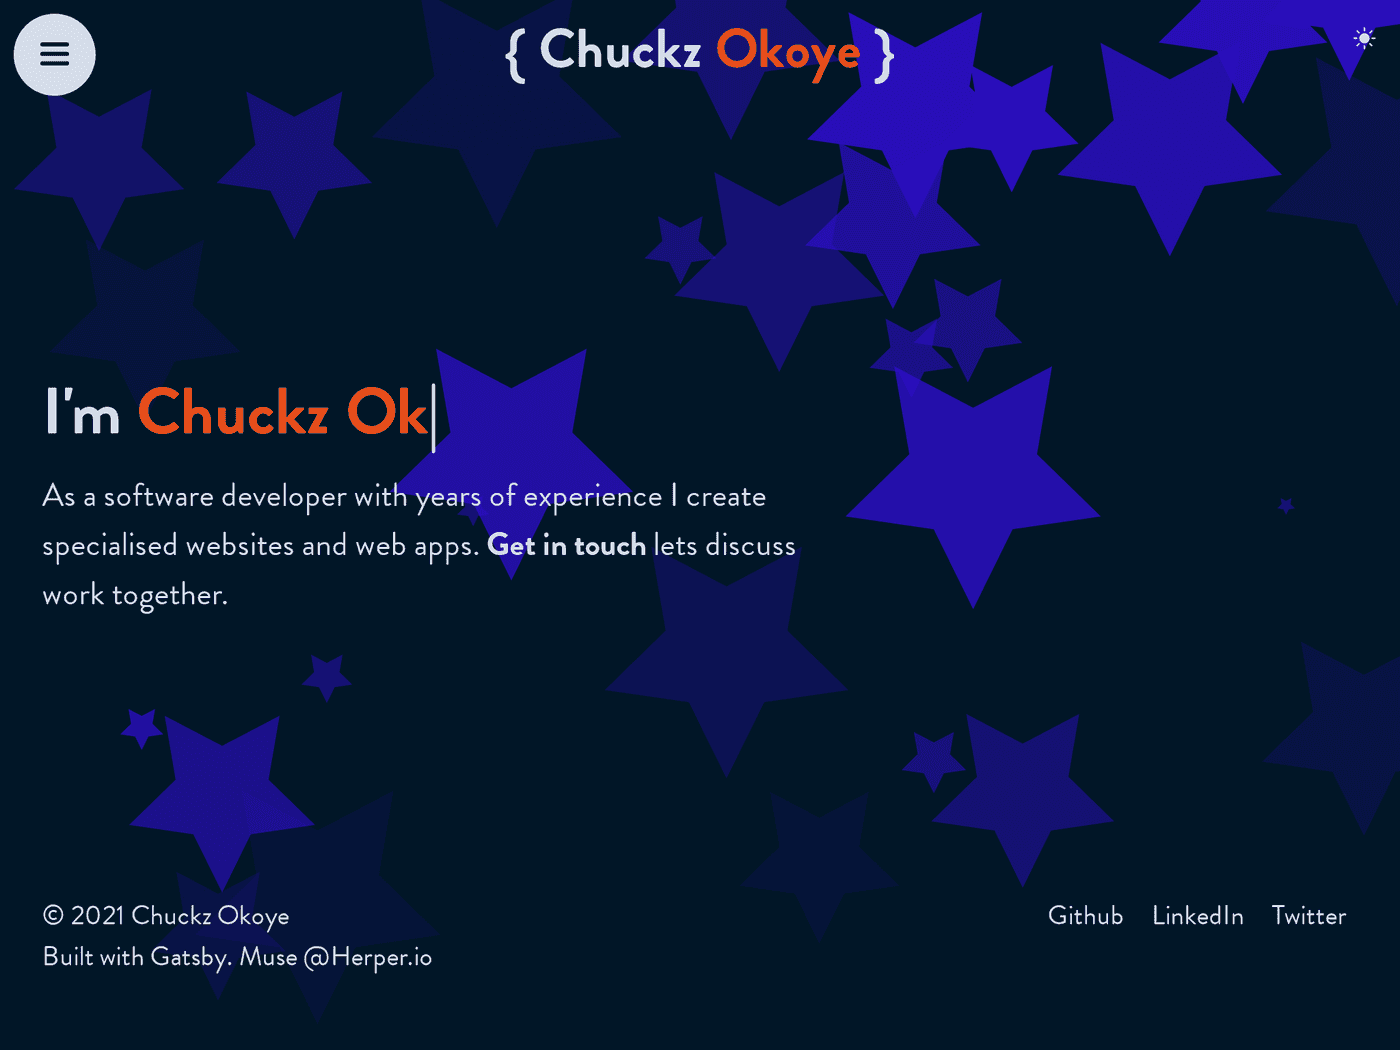 { Chuckz Okoye }
I'm Chuckz Ok
As a software developer with years of experience I create
specialised websites and web apps. Get in touch lets discuss
work together.
© 2021 Chuckz Okoye
Built with Gatsby. Muse @Herper.io
Github LinkedIn Twitter